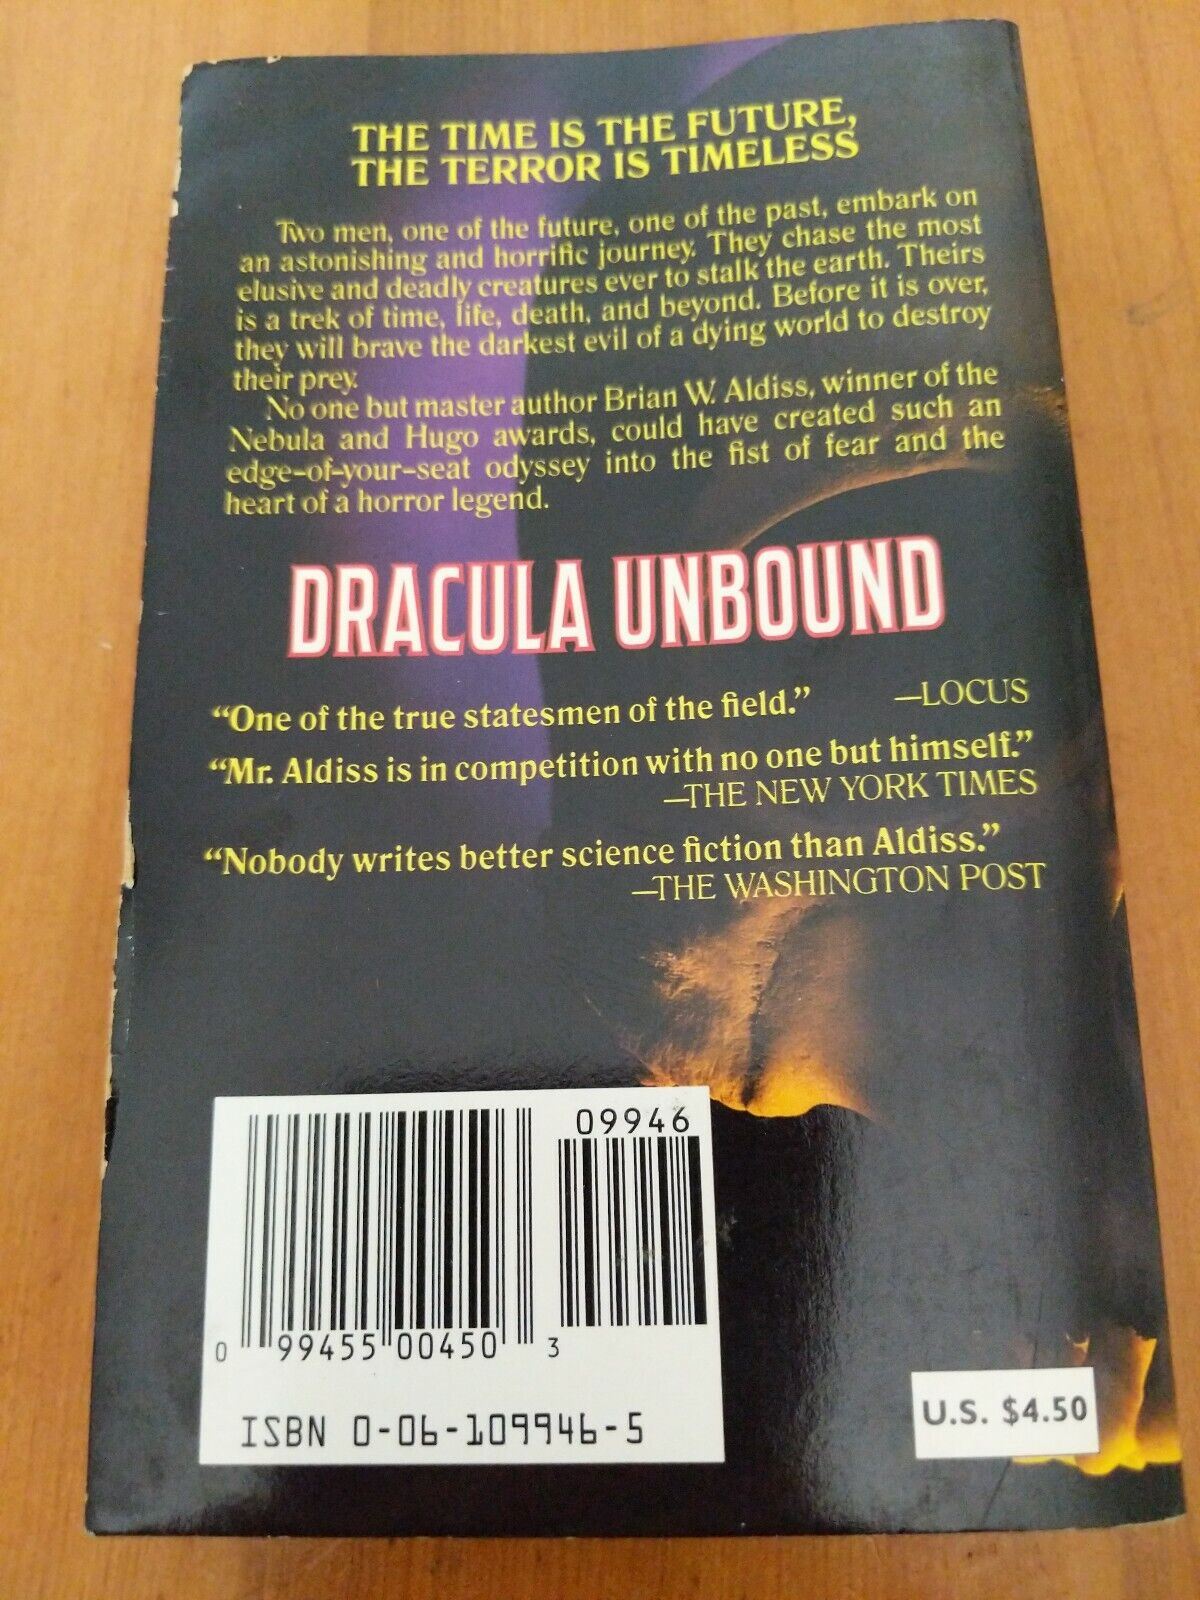 THE TIME IS THE FUTURE,
THE TERROR IS TIMELESS
Two men, one of the future, one of the past, embark on
an astonishing and horrific journey. They chase the most
elusive and deadly creatures ever to stalk the earth. Theirs
is a trek of time, life, death, and beyond. Before it is over,
they will brave the darkest evil of a dying world to destroy
their prey.
No one but master author Brian W. Aldiss, winner of the
Nebula and Hugo awards, could have created such an
edge-of-your-seat odyssey into the fist of fear and the
heart of a horror legend.
DRACULA UNBOUND
“One of the true statesmen of the field.” —LOCUS
“Mr. Aldiss is in competition with no one but himself.”
—THE NEW YORK TIMES
“Nobody writes better science fiction than Aldiss.”
—THE WASHINGTON POST
09946
0 99455 00450 3
ISBN 0-06-109946-5
U.S. $4.50